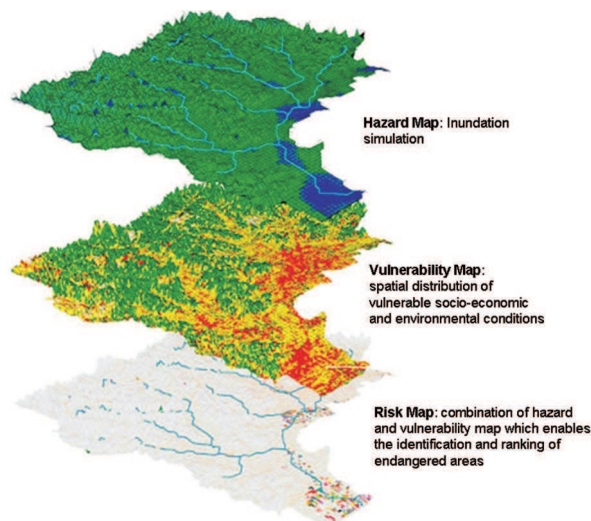 Hazard Map: Inundation
simulation
Vulnerability Map:
spatial distribution of
vulnerable socio-economic
and environmental conditions
Risk Map: combination of hazard
and vulnerability map which enables
the identification and ranking of
endangered areas